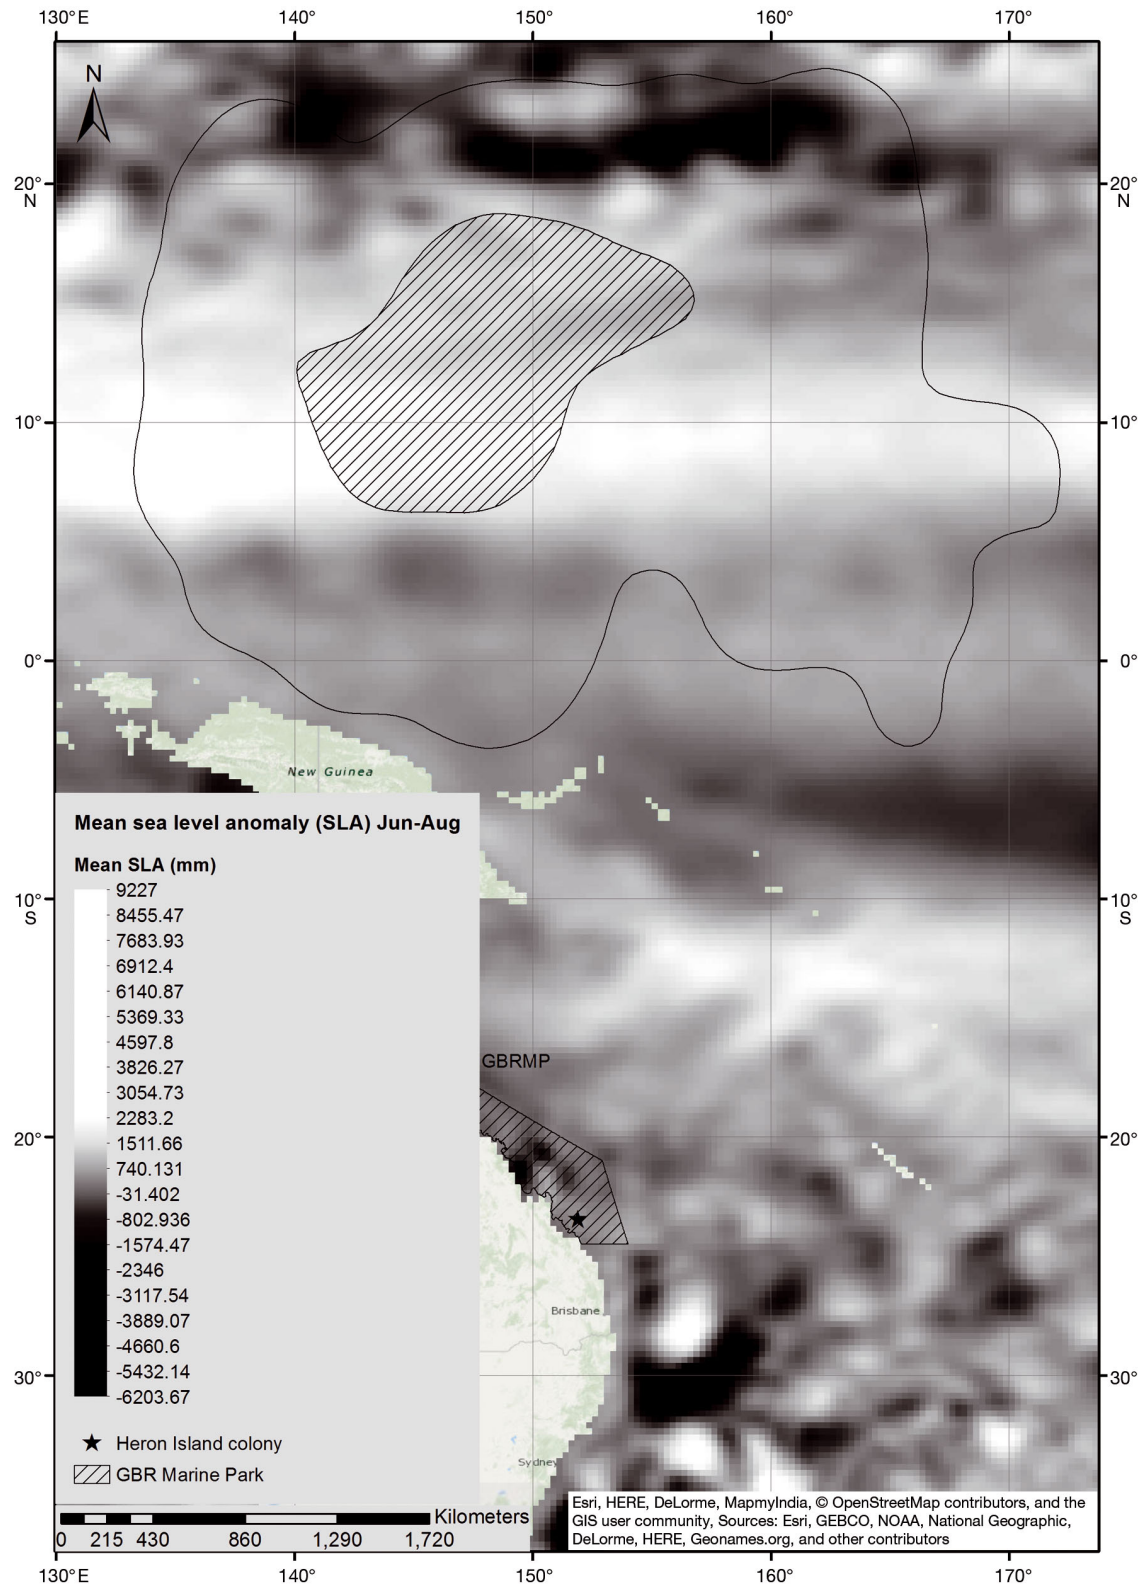 130°E 140° 150° 160° 170°
N
20° 20°
N N
10° 10°
0° 0°
New Guinea
Mean sea level anomaly (SLA) Jun-Aug
Mean SLA (mm)
9227
8455.47
7683.93
6912.4
6140.87
5369.33
4597.8
3826.27
3054.73
2283.2
1511.66
740.131
-31.402
-802.936
-1574.47
-2346
-3117.54
-3889.07
-4660.6
-5432.14
-6203.67
Heron Island colony
GBR Marine Park
10° 10°
S S
GBRMP
20° 20°
Brisbane
30° 30°
Sydney
Kilometers
0 215 430 860 1,290 1,720
Esri, HERE, DeLorme, MapmyIndia, © OpenStreetMap contributors, and the
GIS user community, Sources: Esri, GEBCO, NOAA, National Geographic,
DeLorme, HERE, Geonames.org, and other contributors
130°E 140° 150° 160° 170°